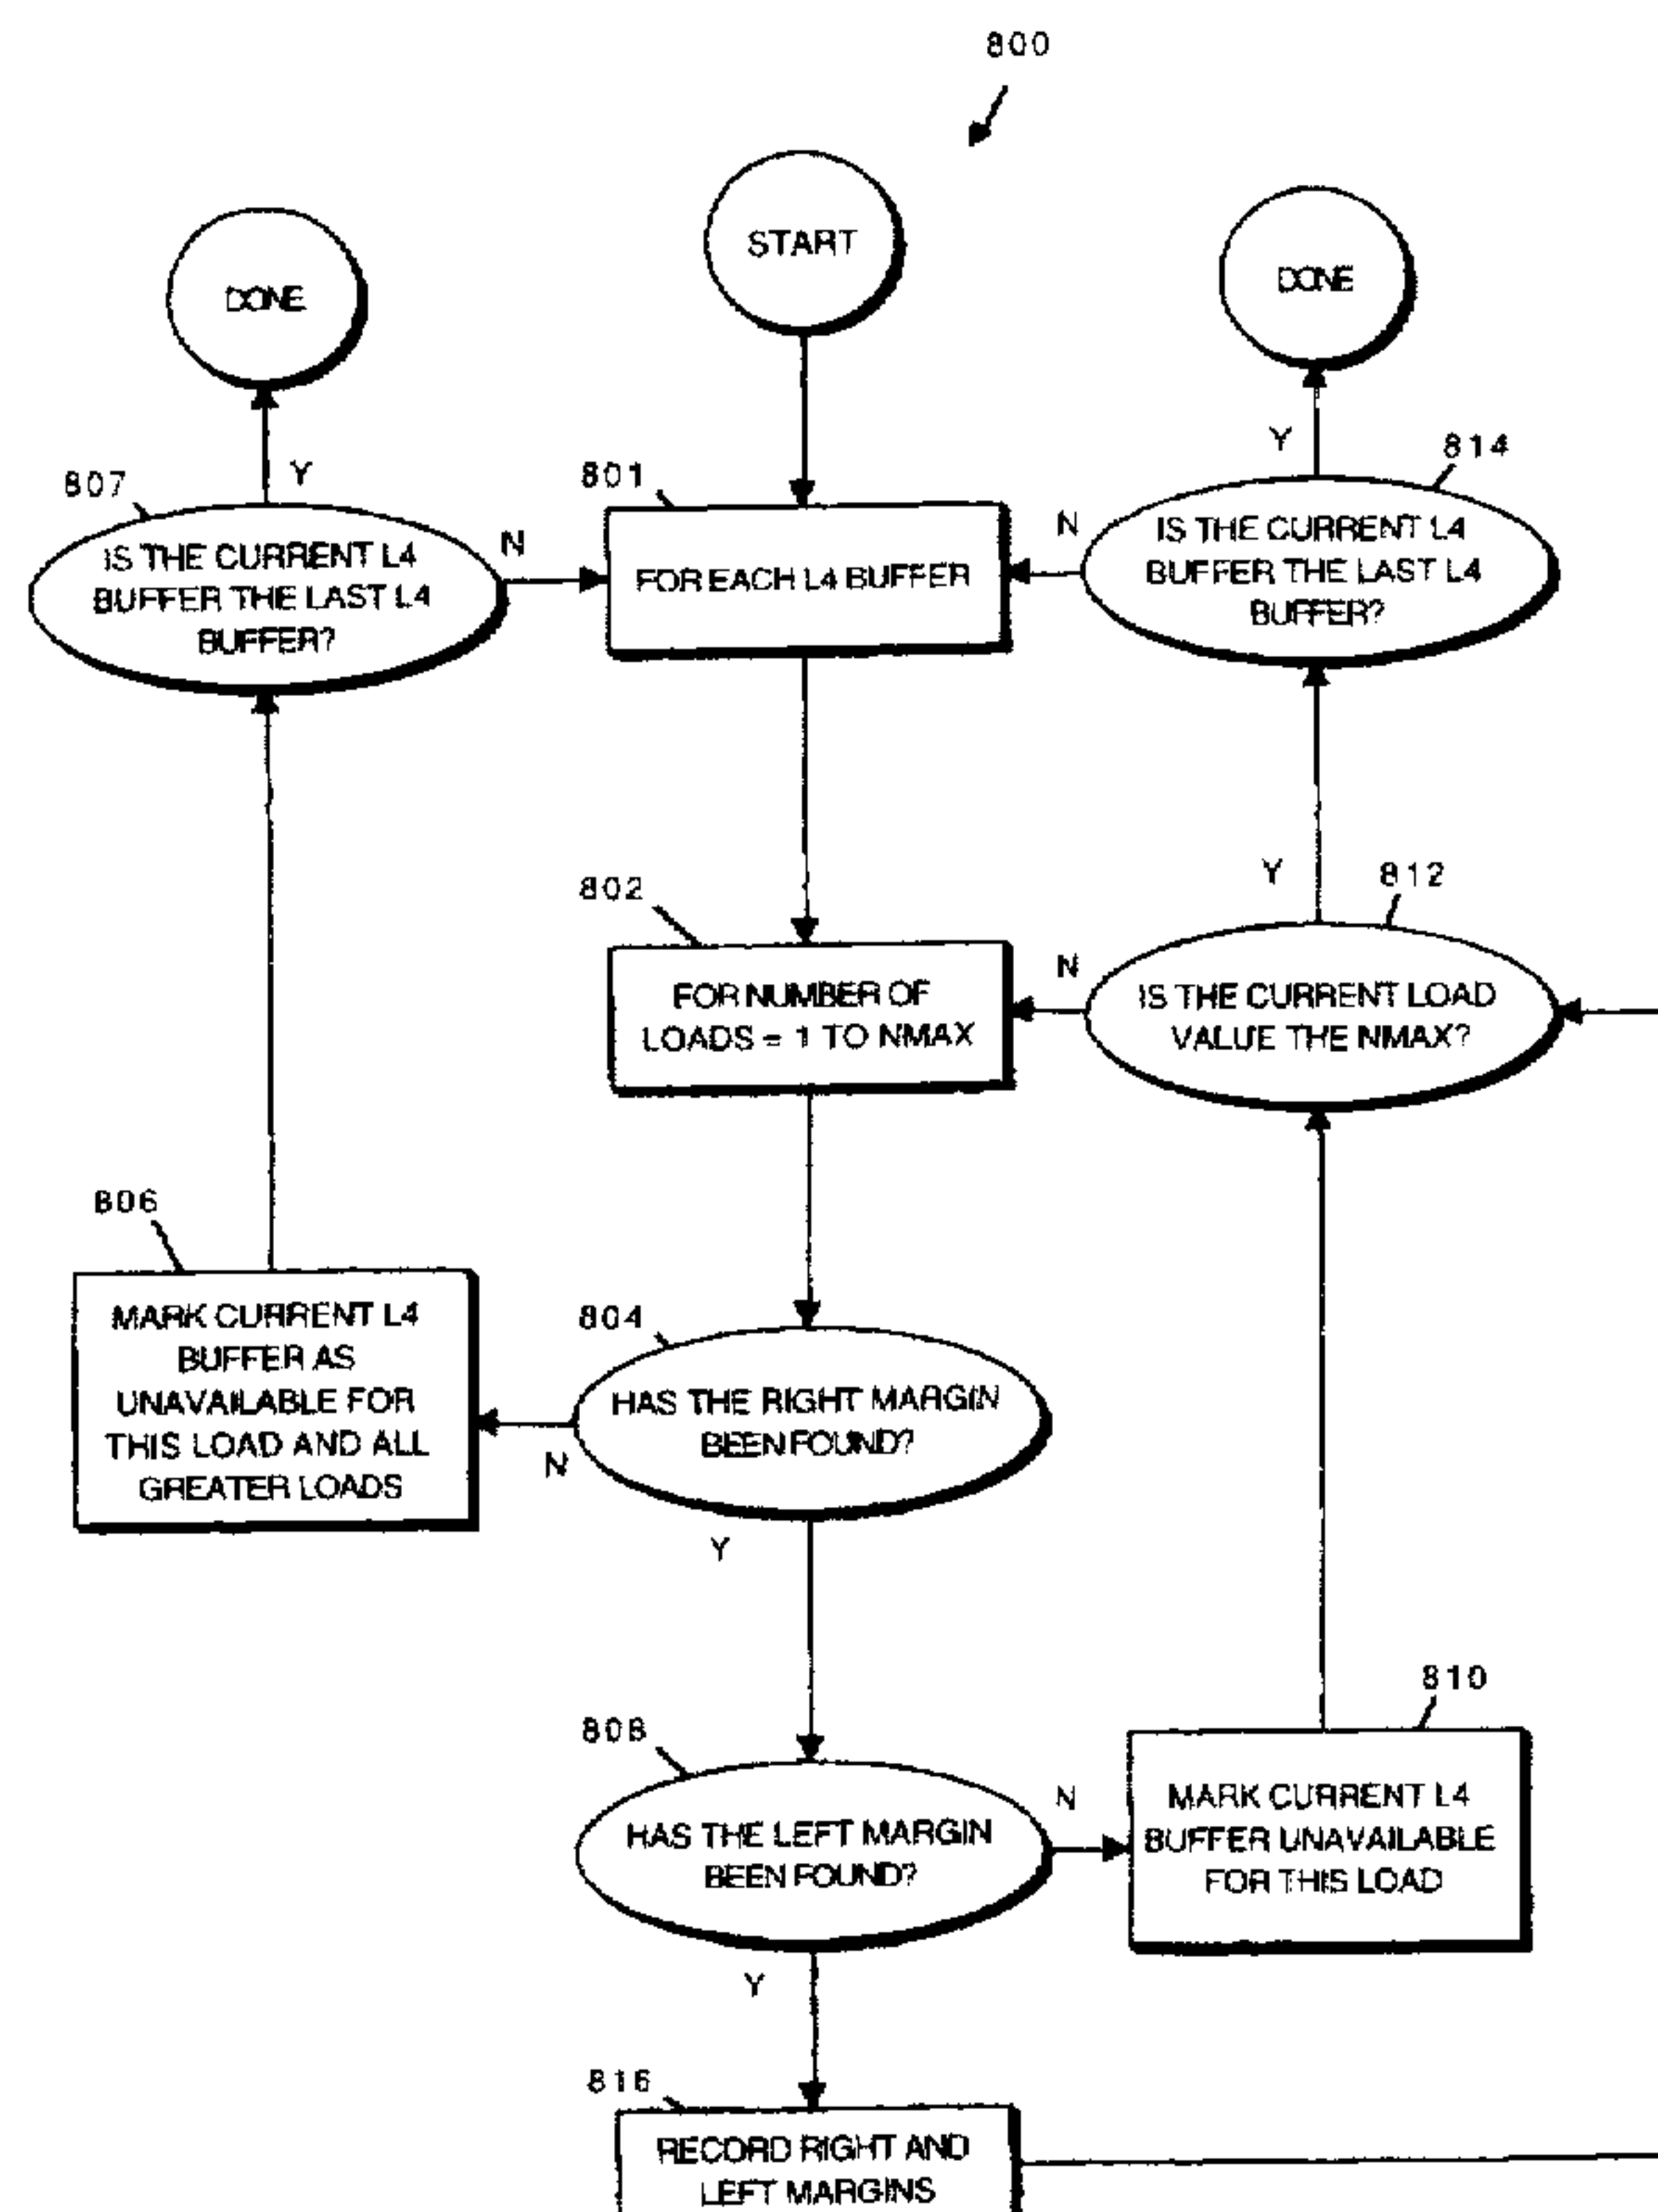 800
START
DONE
DONE
Y
Y
807
801
814
IS THE CURRENT L4
BUFFER THE LAST L4
BUFFER?
N
FOR EACH L4 BUFFER
N
IS THE CURRENT L4
BUFFER THE LAST L4
BUFFER?
802
Y
812
FOR NUMBER OF
LOADS = 1 TO NMAX
N
IS THE CURRENT LOAD
VALUE THE NMAX?
806
MARK CURRENT L4
BUFFER AS
UNAVAILABLE FOR
THIS LOAD AND ALL
GREATER LOADS
804
HAS THE RIGHT MARGIN
BEEN FOUND?
N
Y
808
HAS THE LEFT MARGIN
BEEN FOUND?
N
810
MARK CURRENT L4
BUFFER UNAVAILABLE
FOR THIS LOAD
Y
816
RECORD RIGHT AND
LEFT MARGINS